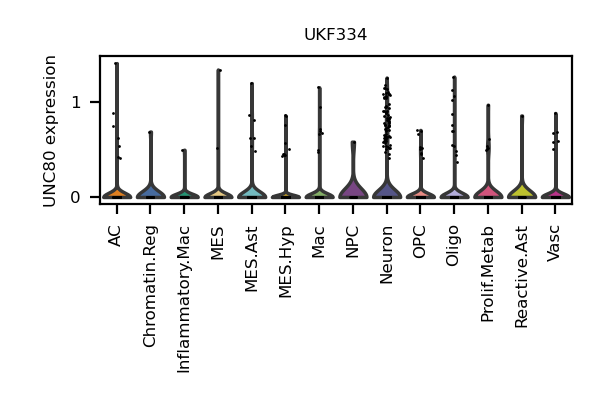 UKF334
UNC80 expression
1
0
AC
Chromatin.Reg
Inflammatory.Mac
MES
MES.Ast
MES.Hyp
Mac
NPC
Neuron
OPC
Oligo
Prolif.Metab
Reactive.Ast
Vasc